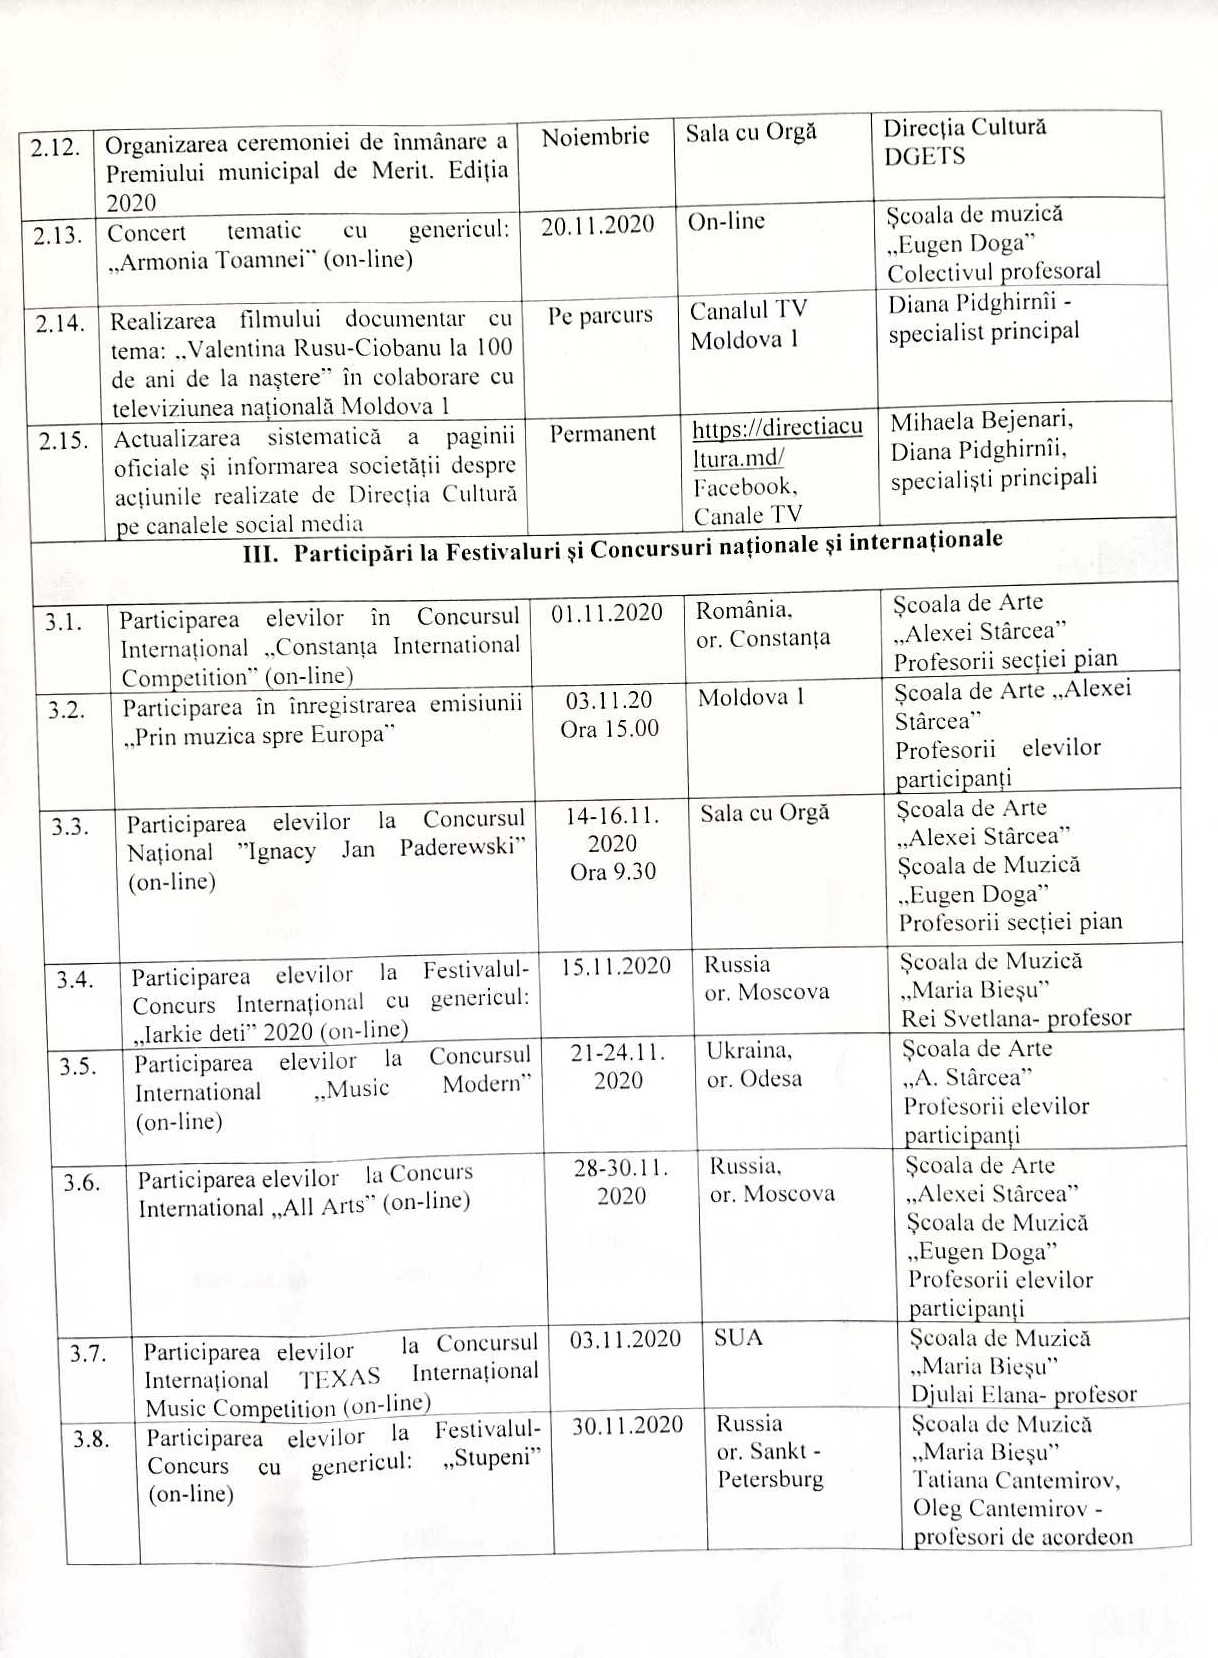 2.12.
Organizarea ceremoniei de înmânare a
Premiului municipal de Merit. Ediția
2020
Noiembrie
Sala cu Orgă
Direcția Cultură
DGETS
2.13.
Concert tematic cu genericul:
„Armonia Toamnei” (on-line)
20.11.2020
On-line
Școala de muzică
„Eugen Doga”
Colectivul profesoral
2.14.
Realizarea filmului documentar cu
tema: „Valentina Rusu-Ciobanu la 100
de ani de la naștere” în colaborare cu
televiziunea națională Moldova 1
Pe parcurs
Canalul TV
Moldova 1
Diana Pidghirnîi -
specialist principal
2.15.
Actualizarea sistematică a paginii
oficiale și informarea societății despre
acțiunile realizate de Direcția Cultură
pe canalele social media
Permanent
https://directiacu
ltura.md/
Facebook,
Canale TV
Mihaela Bejenari,
Diana Pidghirnîi,
specialiști principali
III. Participări la Festivaluri și Concursuri naționale și internaționale
3.1.
Participarea elevilor în Concursul
Internațional „Constanța International
Competition” (on-line)
01.11.2020
România,
or. Constanța
Școala de Arte
„Alexei Stârcea”
Profesorii secției pian
3.2.
Participarea în înregistrarea emisiunii
„Prin muzica spre Europa”
03.11.20
Ora 15.00
Moldova 1
Școala de Arte „Alexei
Stârcea”
Profesorii elevilor
participanți
3.3.
Participarea elevilor la Concursul
Național ”Ignacy Jan Paderewski”
(on-line)
14-16.11.
2020
Ora 9.30
Sala cu Orgă
Școala de Arte
„Alexei Stârcea”
Școala de Muzică
„Eugen Doga”
Profesorii secției pian
3.4.
Participarea elevilor la Festivalul-
Concurs Internațional cu genericul:
„Iarkie deti” 2020 (on-line)
15.11.2020
Russia
or. Moscova
Școala de Muzică
„Maria Bieșu”
Rei Svetlana- profesor
3.5.
Participarea elevilor la Concursul
International „Music Modern”
(on-line)
21-24.11.
2020
Ukraina,
or. Odesa
Școala de Arte
„A. Stârcea”
Profesorii elevilor
participanți
3.6.
Participarea elevilor la Concurs
International „All Arts” (on-line)
28-30.11.
2020
Russia,
or. Moscova
Școala de Arte
„Alexei Stârcea”
Școala de Muzică
„Eugen Doga”
Profesorii elevilor
participanți
3.7.
Participarea elevilor la Concursul
Internațional TEXAS Internațional
Music Competition (on-line)
03.11.2020
SUA
Școala de Muzică
„Maria Bieșu”
Djulai Elana- profesor
3.8.
Participarea elevilor la Festivalul-
Concurs cu genericul: „Stupeni”
(on-line)
30.11.2020
Russia
or. Sankt -
Petersburg
Școala de Muzică
„Maria Bieșu”
Tatiana Cantemirov,
Oleg Cantemirov -
profesori de acordeon